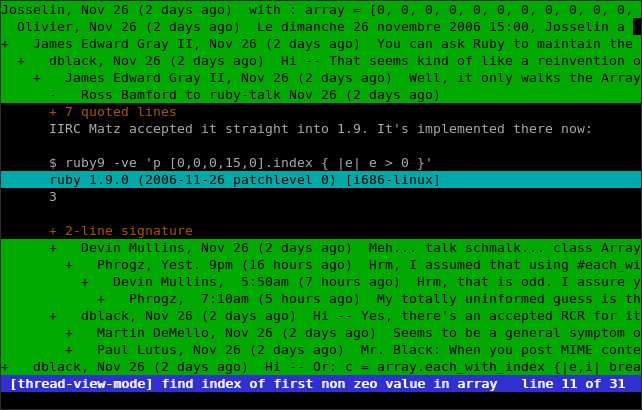 Josselin, Nov 26 (2 days ago)  with : array = [0, 0, 0, 0, 0, 0, 0, 0, 0, 0, 0,
  Olivier, Nov 26 (2 days ago)  Le dimanche 26 novembre 2006 15:00, Josselin a
+   James Edward Gray II, Nov 26 (2 days ago)  You can ask Ruby to maintain the
  +   dblack, Nov 26 (2 days ago)  Hi -- That seems kind of like a reinvention o
    +   James Edward Gray II, Nov 26 (2 days ago)  Well, it only walks the Array
      -   Ross Bamford to ruby-talk Nov 26 (2 days ago)
      + 7 quoted lines
      IIRC Matz accepted it straight into 1.9. It's implemented there now:
      $ ruby9 -ve 'p [0,0,0,15,0].index { |e| e > 0 }'
      ruby 1.9.0 (2006-11-26 patchlevel 0) [i686-linux]
      3
      + 2-line signature
      +   Devin Mullins, Nov 26 (2 days ago)  Meh... talk schmalk... class Array
        +   Phrogz, Yest. 9pm (16 hours ago)  Hrm, I assumed that using #each_wi
          +   Devin Mullins,  5:50am (7 hours ago)  Hrm, that is odd. I assure y
            +   Phrogz,  7:10am (5 hours ago)  My totally uninformed guess is th
      +   dblack, Nov 26 (2 days ago)  Hi -- Yes, there's an accepted RCR for it
        +   Martin DeMello, Nov 26 (2 days ago)  Seems to be a general symptom o
        +   Paul Lutus, Nov 26 (2 days ago)  Mr. Black: When you post MIME conte
+   dblack, Nov 26 (2 days ago)  Hi -- Or: c = array.each_with_index {|e,i| brea
[thread-view-mode] find index of first non zeo value in array   line 11 of 31